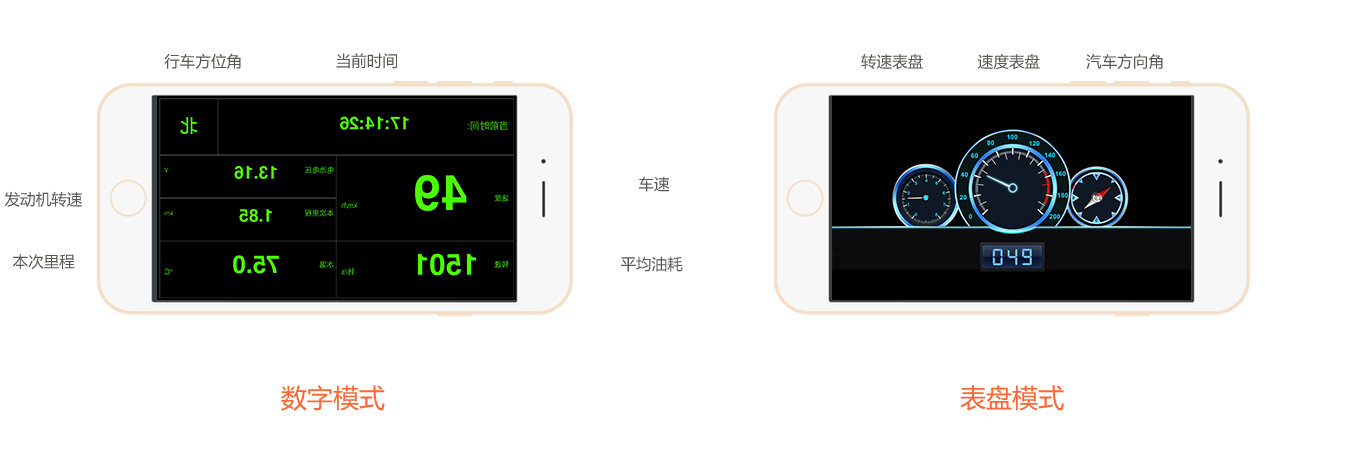 行车方位角
当前时间
转速表盘
速度表盘
汽车方向角
发动机转速
本次里程
车速
平均油耗
北
17:14:26
当前时间:
V
13.16
电池电压
km
1.85
本次里程
°C
75.0
水温
km/h
49
速度
转/s
1501
转速
0
20
40
60
80
100
120
140
160
180
200
049
数字模式
表盘模式